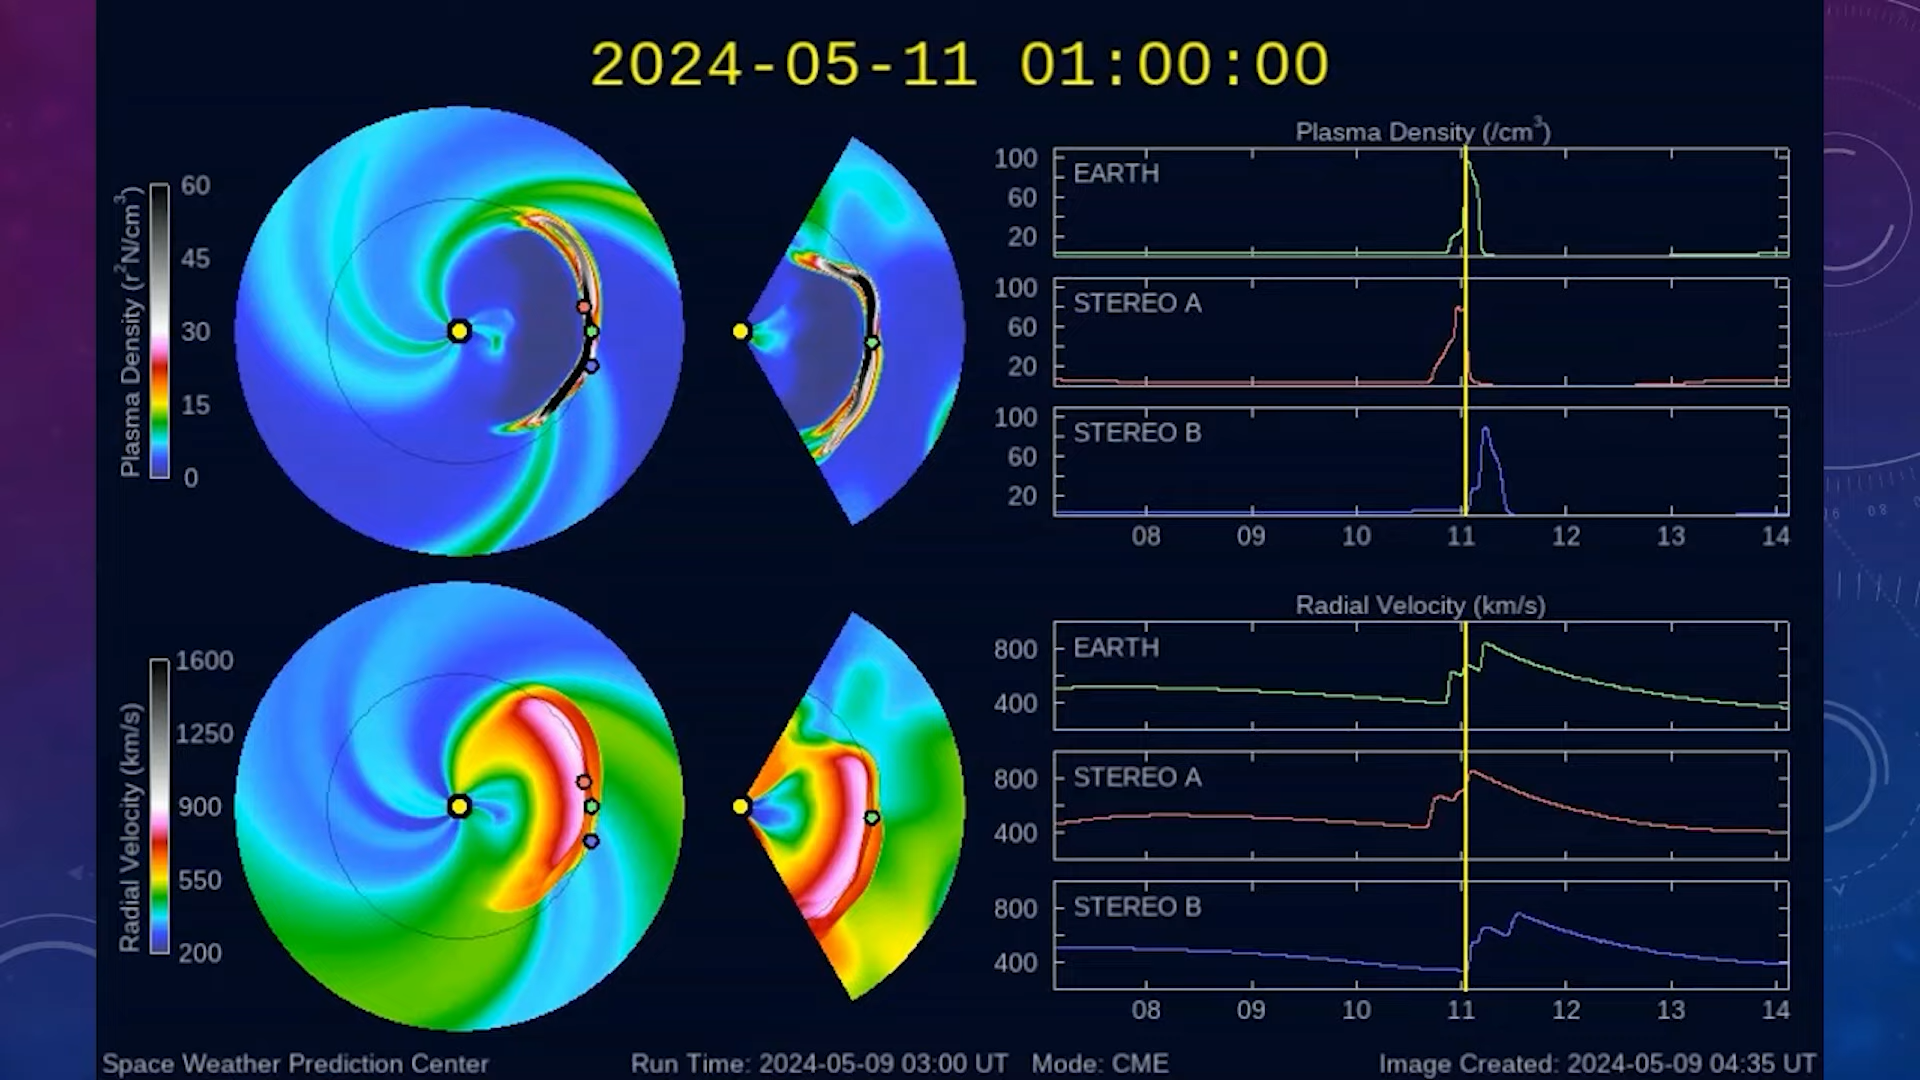 2024-05-11 01:00:00
Plasma Density (r²N/cm³)
60
45
30
15
0
Plasma Density (/cm³)
EARTH
100
60
20
STEREO A
100
60
20
STEREO B
100
60
20
08 09 10 11 12 13 14
Radial Velocity (km/s)
1600
1250
900
550
200
Radial Velocity (km/s)
EARTH
800
400
STEREO A
800
400
STEREO B
800
400
08 09 10 11 12 13 14
Space Weather Prediction Center Run Time: 2024-05-09 03:00 UT Mode: CME Image Created: 2024-05-09 04:35 UT